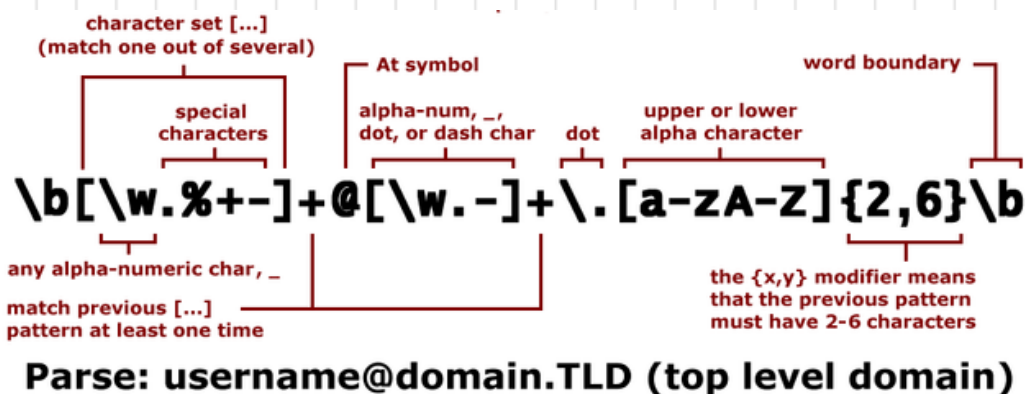 character set [...]
(match one out of several)
At symbol
word boundary
special
characters
alpha-num, _,
dot, or dash char
dot
upper or lower
alpha character
\b[\w.%+-]+@[\w.-]+\.[a-zA-Z]{2,6}\b
any alpha-numeric char, _
match previous [...]
pattern at least one time
the {x,y} modifier means
that the previous pattern
must have 2-6 characters
Parse: username@domain.TLD (top level domain)